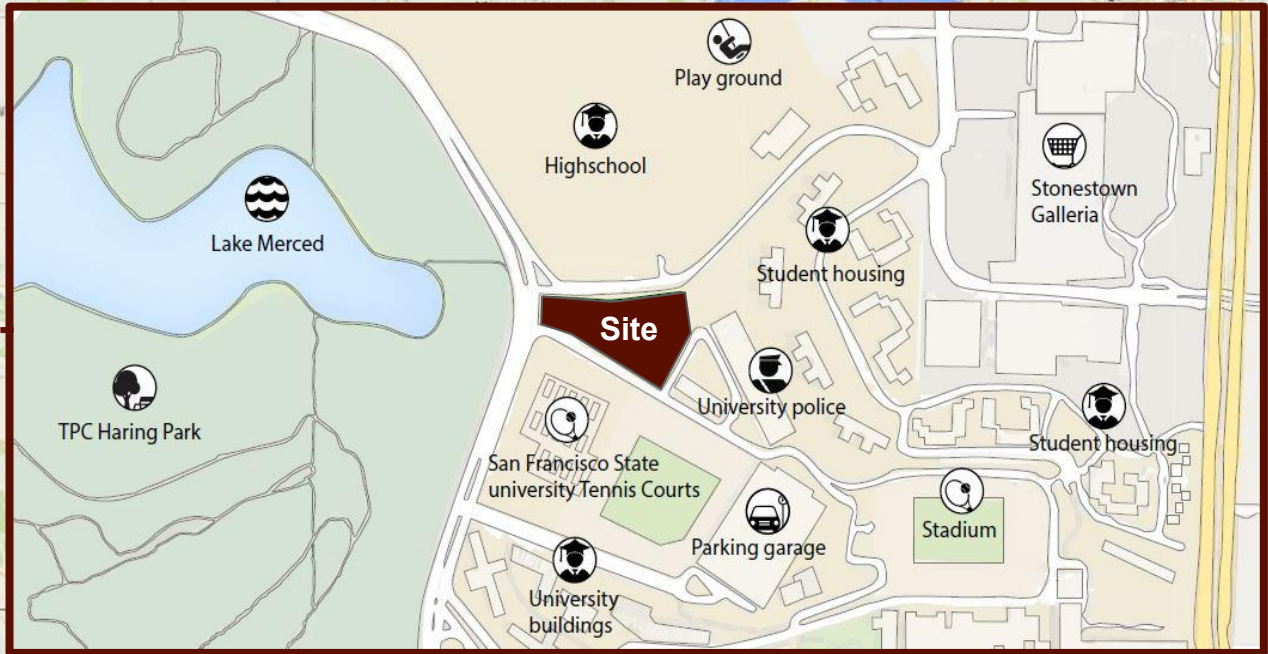 Play ground
Highschool
Stonestown
Galleria
Lake Merced
Student housing
Site
TPC Haring Park
University police
Student housing
San Francisco State
university Tennis Courts
Stadium
Parking garage
University
buildings